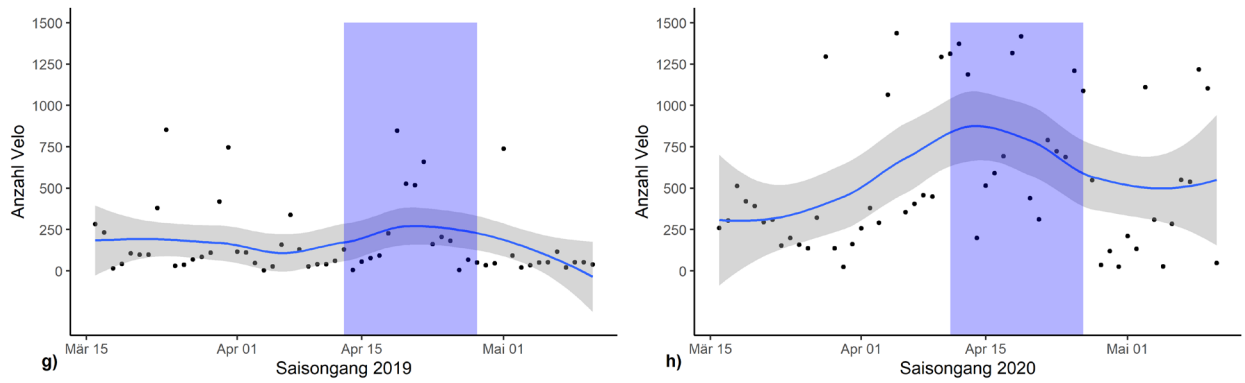 1500
1250
1000
750
500
250
0
Anzahl Velo
Mär 15
Apr 01
Apr 15
Mai 01
g)
Saisongang 2019
1500
1250
1000
750
500
250
0
Anzahl Velo
Mär 15
Apr 01
Apr 15
Mai 01
h)
Saisongang 2020